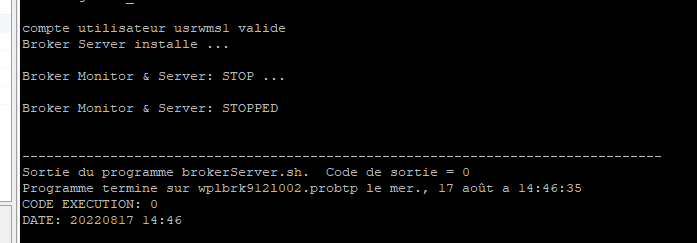 compte utilisateur usrwmsl valide
Broker Server installe ...
Broker Monitor & Server: STOP ...
Broker Monitor & Server: STOPPED
--------------------------------------------------------------------------------
Sortie du programme brokerServer.sh.  Code de sortie = 0
Programme termine sur wplbrk912l002.probtp le mer., 17 août a 14:46:35
CODE EXECUTION: 0
DATE: 20220817 14:46